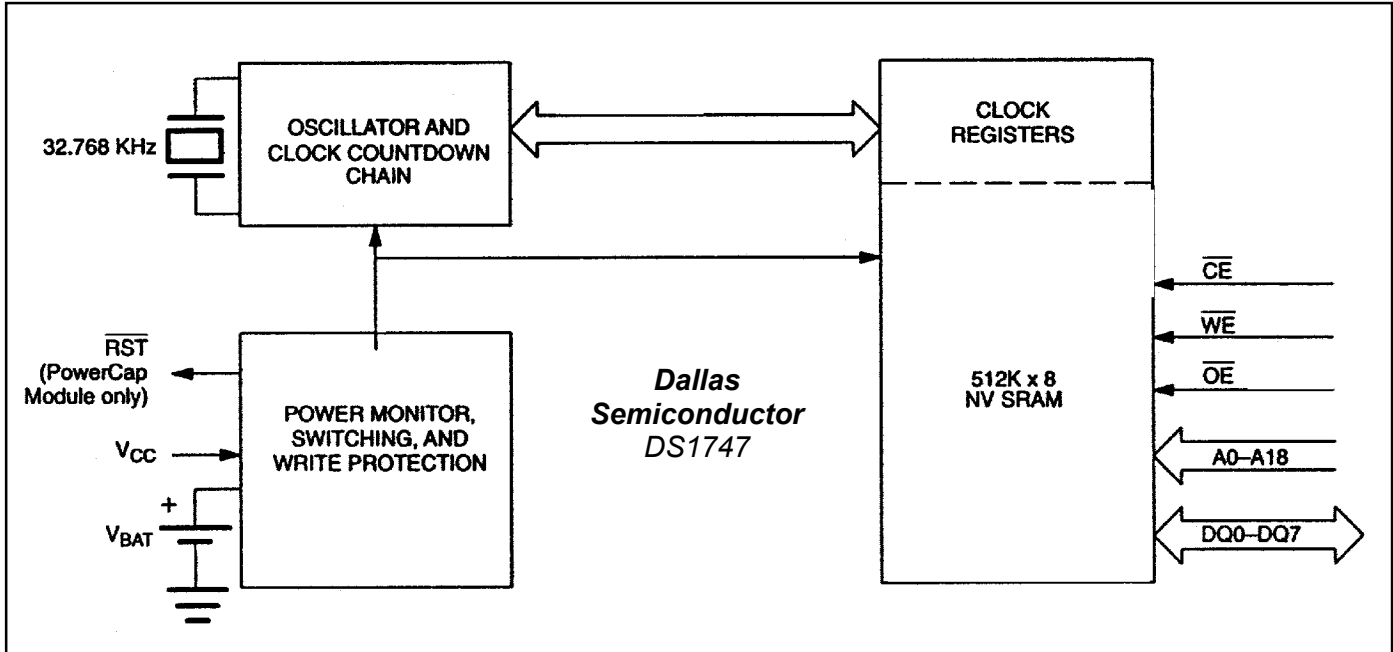 32.768 KHz
OSCILLATOR AND
CLOCK COUNTDOWN
CHAIN
CLOCK
REGISTERS
RST
(PowerCap
Module only)
VCC
+
VBAT
POWER MONITOR,
SWITCHING, AND
WRITE PROTECTION
Dallas
Semiconductor
DS1747
512K x 8
NV SRAM
CE
WE
OE
A0–A18
DQ0–DQ7